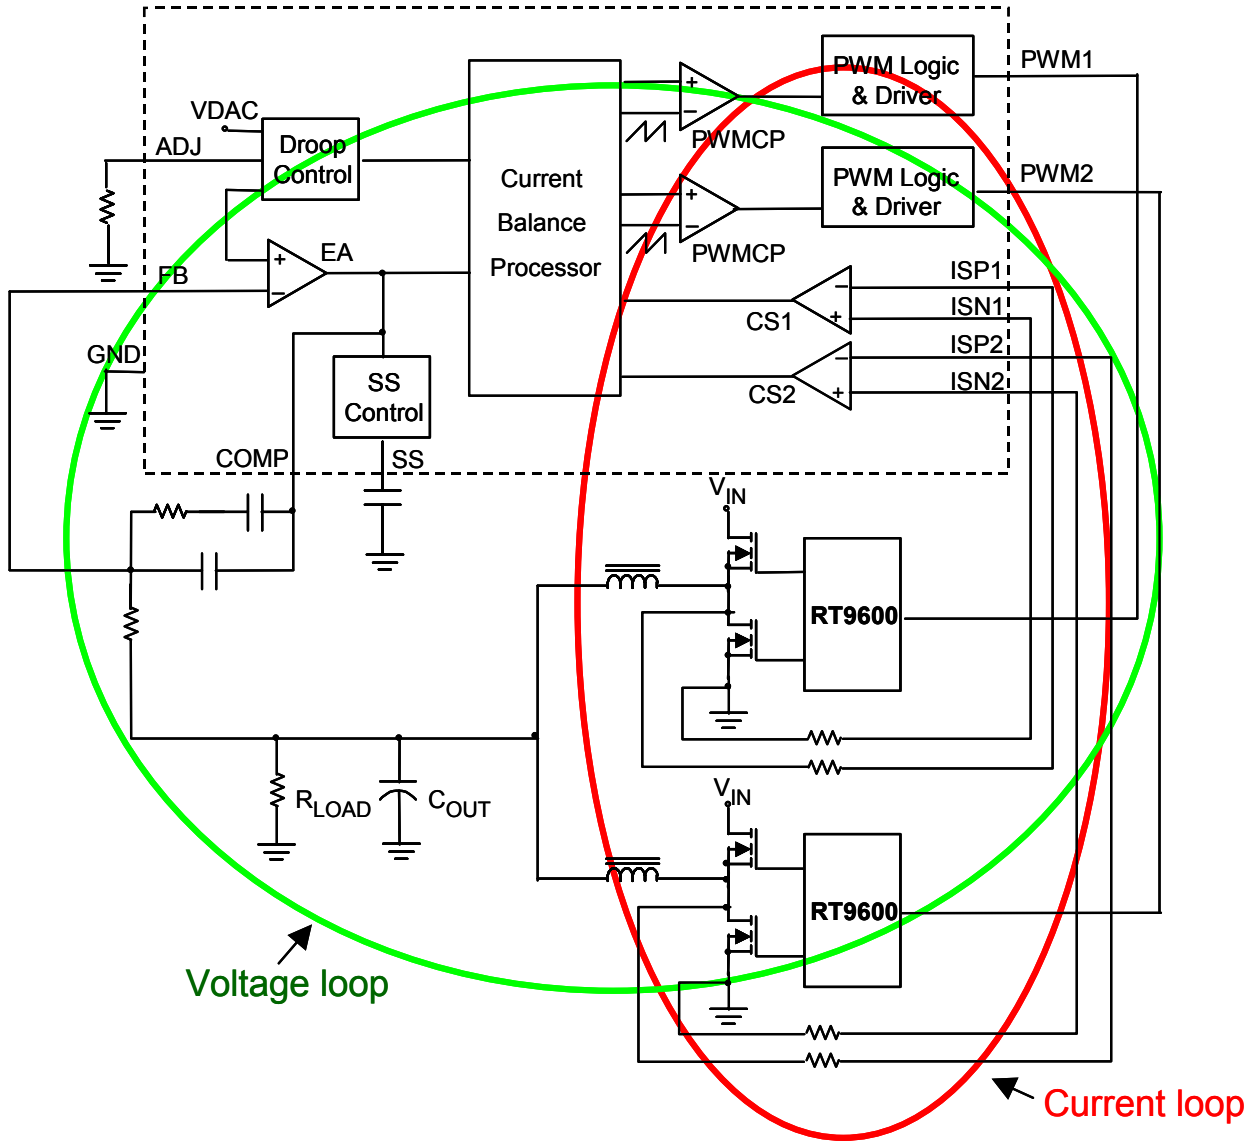 PWM Logic
& Driver
PWM1
VDAC
ADJ
Droop
Control
+
−
PWMCP
Current
Balance
Processor
PWM Logic
& Driver
PWM2
+
−
PWMCP
EA
+
−
FB
ISP1
−
ISN1
+
CS1
GND
ISP2
−
ISN2
+
CS2
SS
Control
COMP
SS
VIN
RT9600
RLOAD
COUT
VIN
RT9600
Voltage loop
Current loop